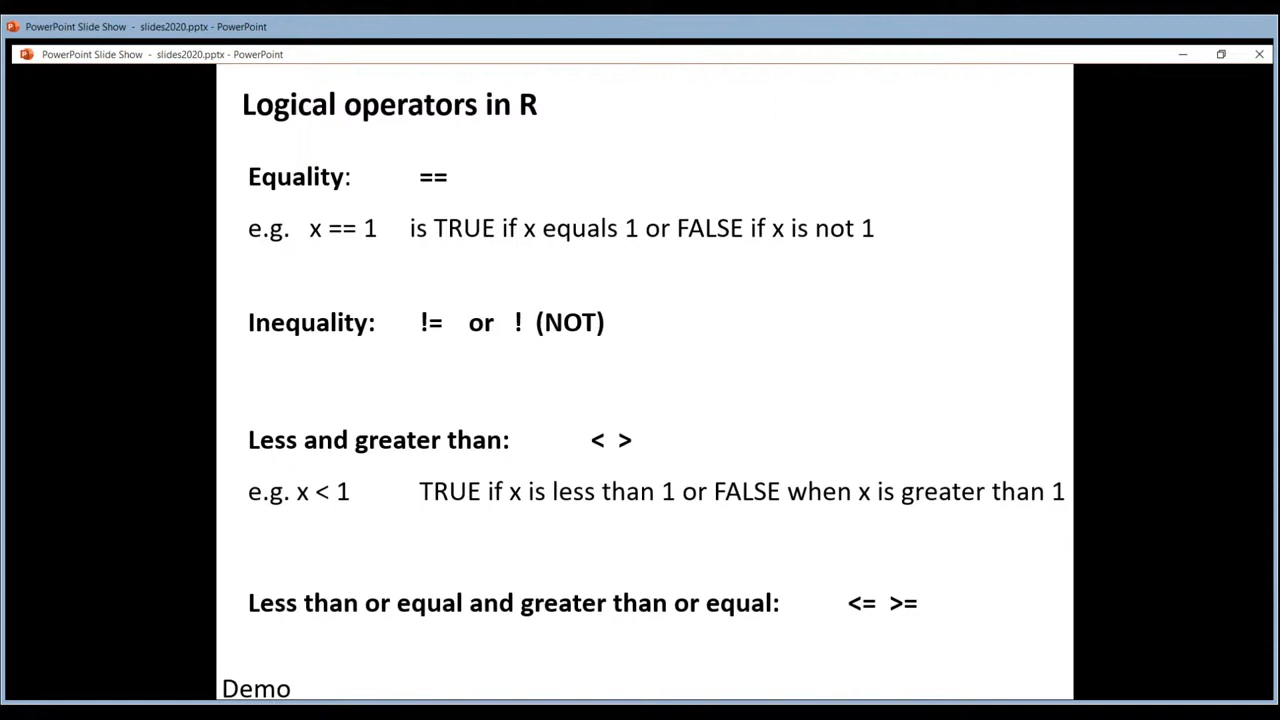 PowerPoint Slide Show - slides2020.pptx - PowerPoint
PowerPoint Slide Show - slides2020.pptx - PowerPoint
Logical operators in R
Equality: ==
e.g. x == 1 is TRUE if x equals 1 or FALSE if x is not 1
Inequality: != or ! (NOT)
Less and greater than: < >
e.g. x < 1 TRUE if x is less than 1 or FALSE when x is greater than 1
Less than or equal and greater than or equal: <= >=
Demo